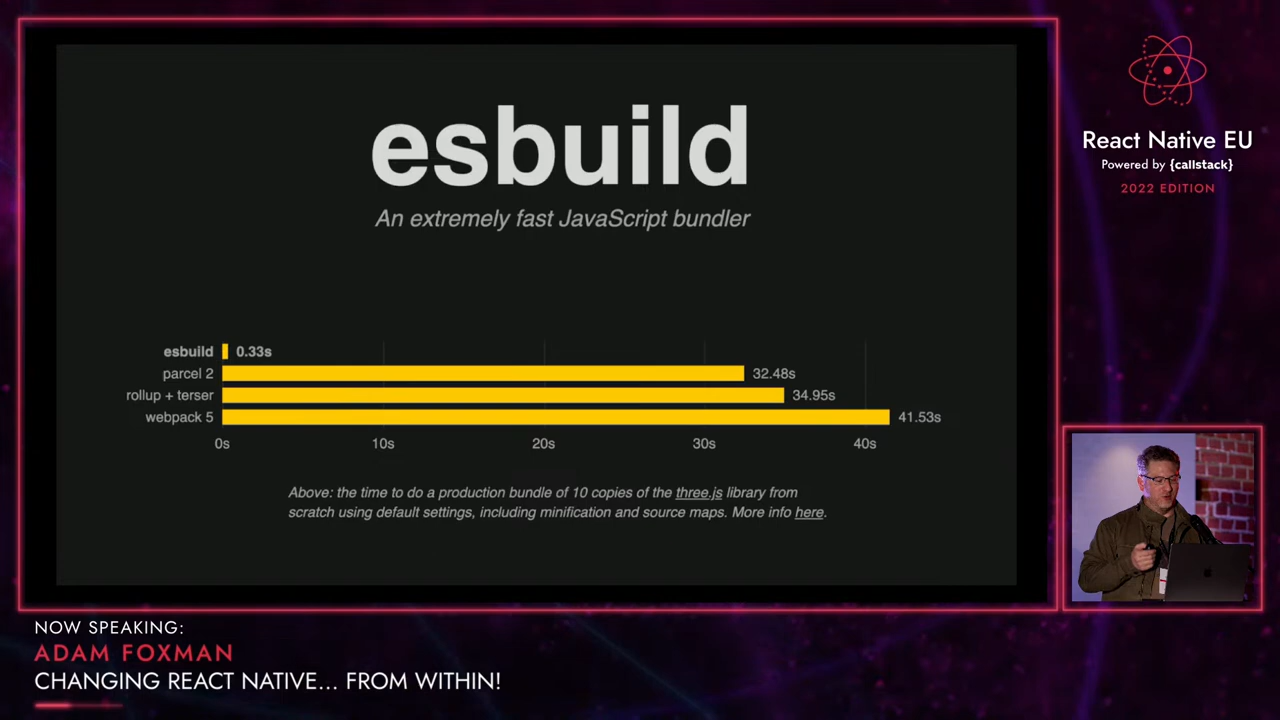 esbuild
An extremely fast JavaScript bundler
esbuild 0.33s
parcel 2 32.48s
rollup + terser 34.95s
webpack 5 41.53s
0s 10s 20s 30s 40s
Above: the time to do a production bundle of 10 copies of the three.js library from
scratch using default settings, including minification and source maps. More info here.
React Native EU
Powered by {callstack}
2022 EDITION
NOW SPEAKING:
ADAM FOXMAN
CHANGING REACT NATIVE... FROM WITHIN!